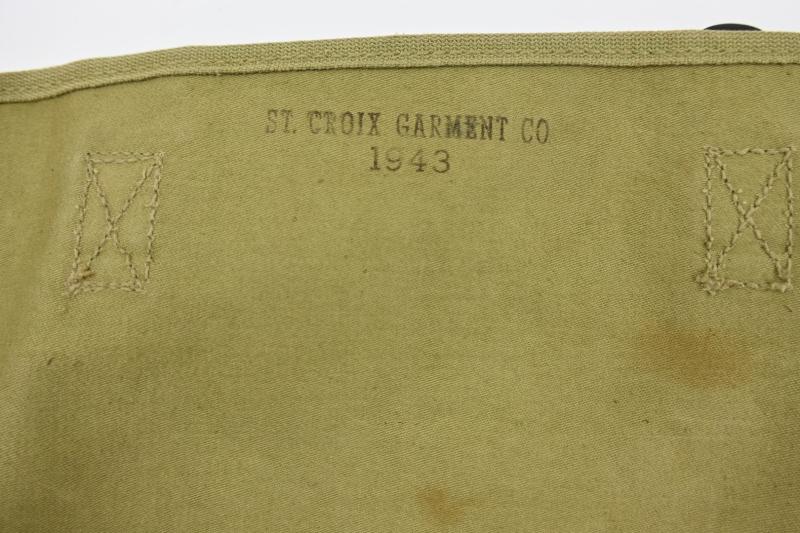 ST. CROIX GARMENT CO
1943